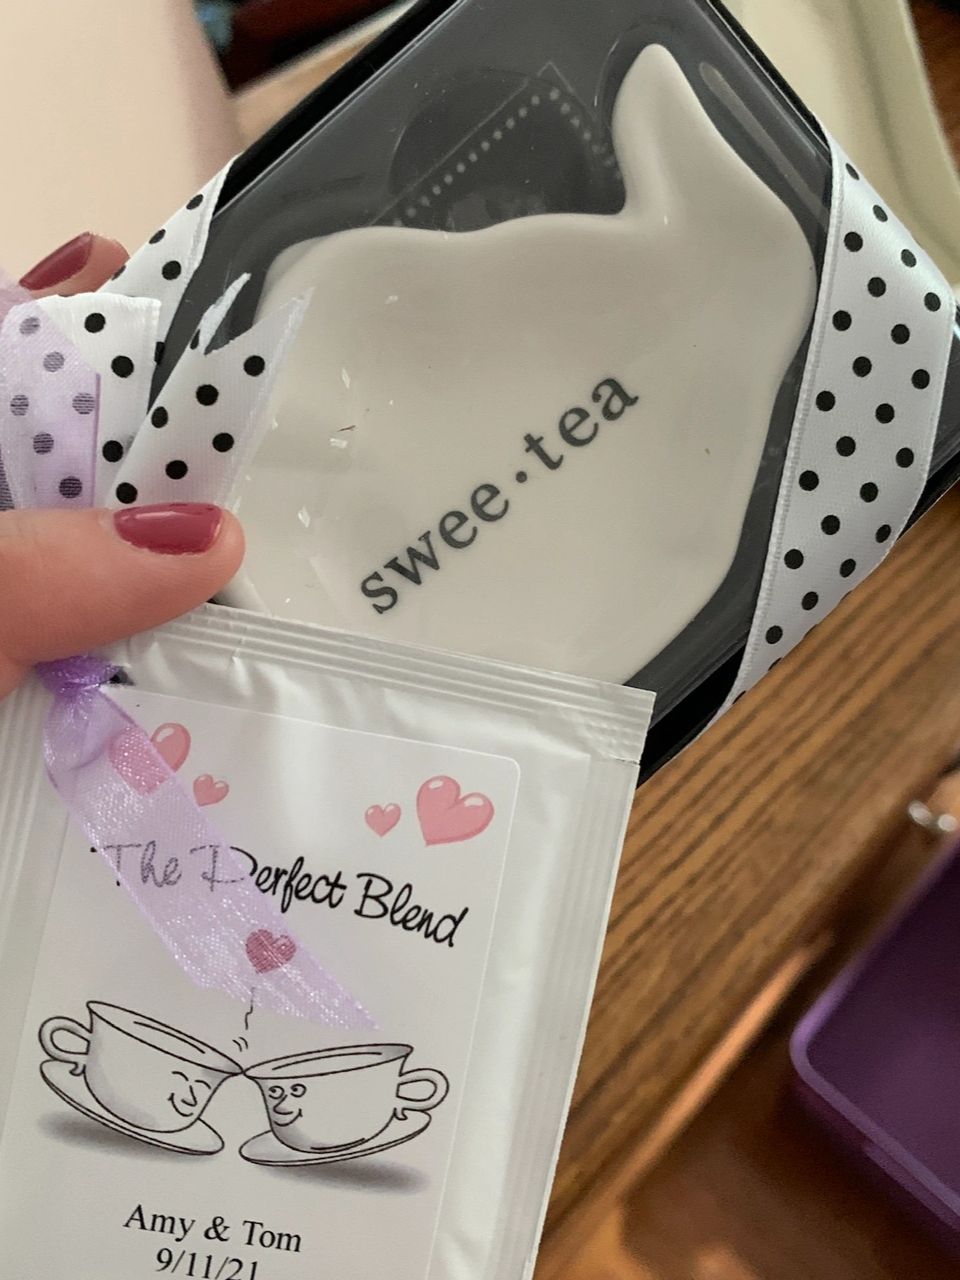 swee•tea
The Perfect Blend
Amy & Tom
9/11/21